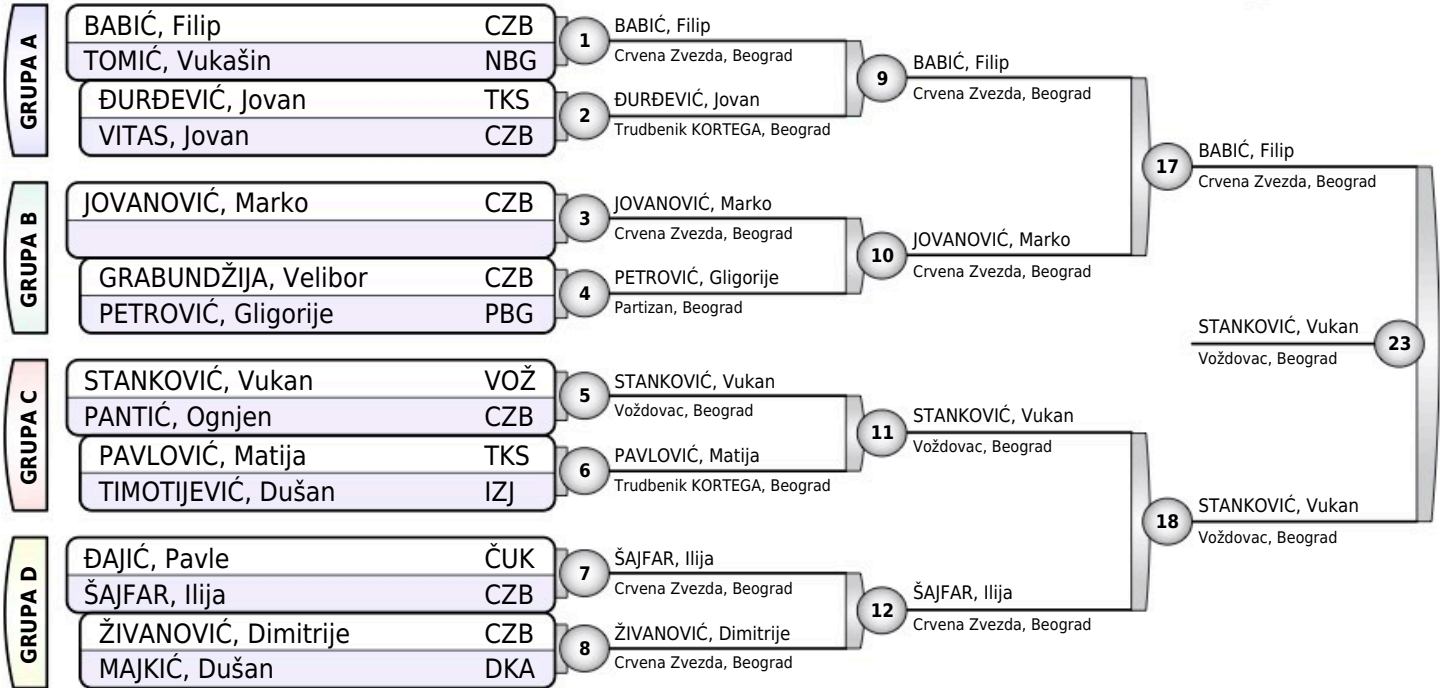 GRUPA A
BABIĆ, Filip CZB
TOMIĆ, Vukašin NBG
ĐURĐEVIĆ, Jovan TKS
VITAS, Jovan CZB
GRUPA B
JOVANOVIĆ, Marko CZB
GRABUNDŽIJA, Velibor CZB
PETROVIĆ, Gligorije PBG
GRUPA C
STANKOVIĆ, Vukan VOŽ
PANTIĆ, Ognjen CZB
PAVLOVIĆ, Matija TKS
TIMOTIJEVIĆ, Dušan IZJ
GRUPA D
ĐAJIĆ, Pavle ČUK
ŠAJFAR, Ilija CZB
ŽIVANOVIĆ, Dimitrije CZB
MAJKIĆ, Dušan DKA
1
BABIĆ, Filip
Crvena Zvezda, Beograd
2
ĐURĐEVIĆ, Jovan
Trudbenik KORTEGA, Beograd
3
JOVANOVIĆ, Marko
Crvena Zvezda, Beograd
4
PETROVIĆ, Gligorije
Partizan, Beograd
5
STANKOVIĆ, Vukan
Voždovac, Beograd
6
PAVLOVIĆ, Matija
Trudbenik KORTEGA, Beograd
7
ŠAJFAR, Ilija
Crvena Zvezda, Beograd
8
ŽIVANOVIĆ, Dimitrije
Crvena Zvezda, Beograd
9
BABIĆ, Filip
Crvena Zvezda, Beograd
10
JOVANOVIĆ, Marko
Crvena Zvezda, Beograd
11
STANKOVIĆ, Vukan
Voždovac, Beograd
12
ŠAJFAR, Ilija
Crvena Zvezda, Beograd
17
BABIĆ, Filip
Crvena Zvezda, Beograd
18
STANKOVIĆ, Vukan
Voždovac, Beograd
STANKOVIĆ, Vukan
Voždovac, Beograd
23